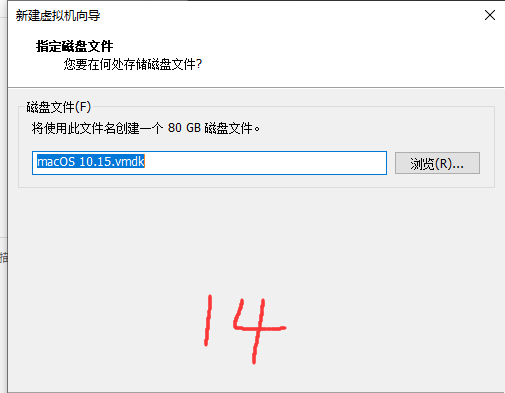 新建虚拟机向导
指定磁盘文件
您要在何处存储磁盘文件?
磁盘文件(F)
将使用此文件名创建一个 80 GB 磁盘文件。
macOS 10.15.vmdk
浏览(R)...
14